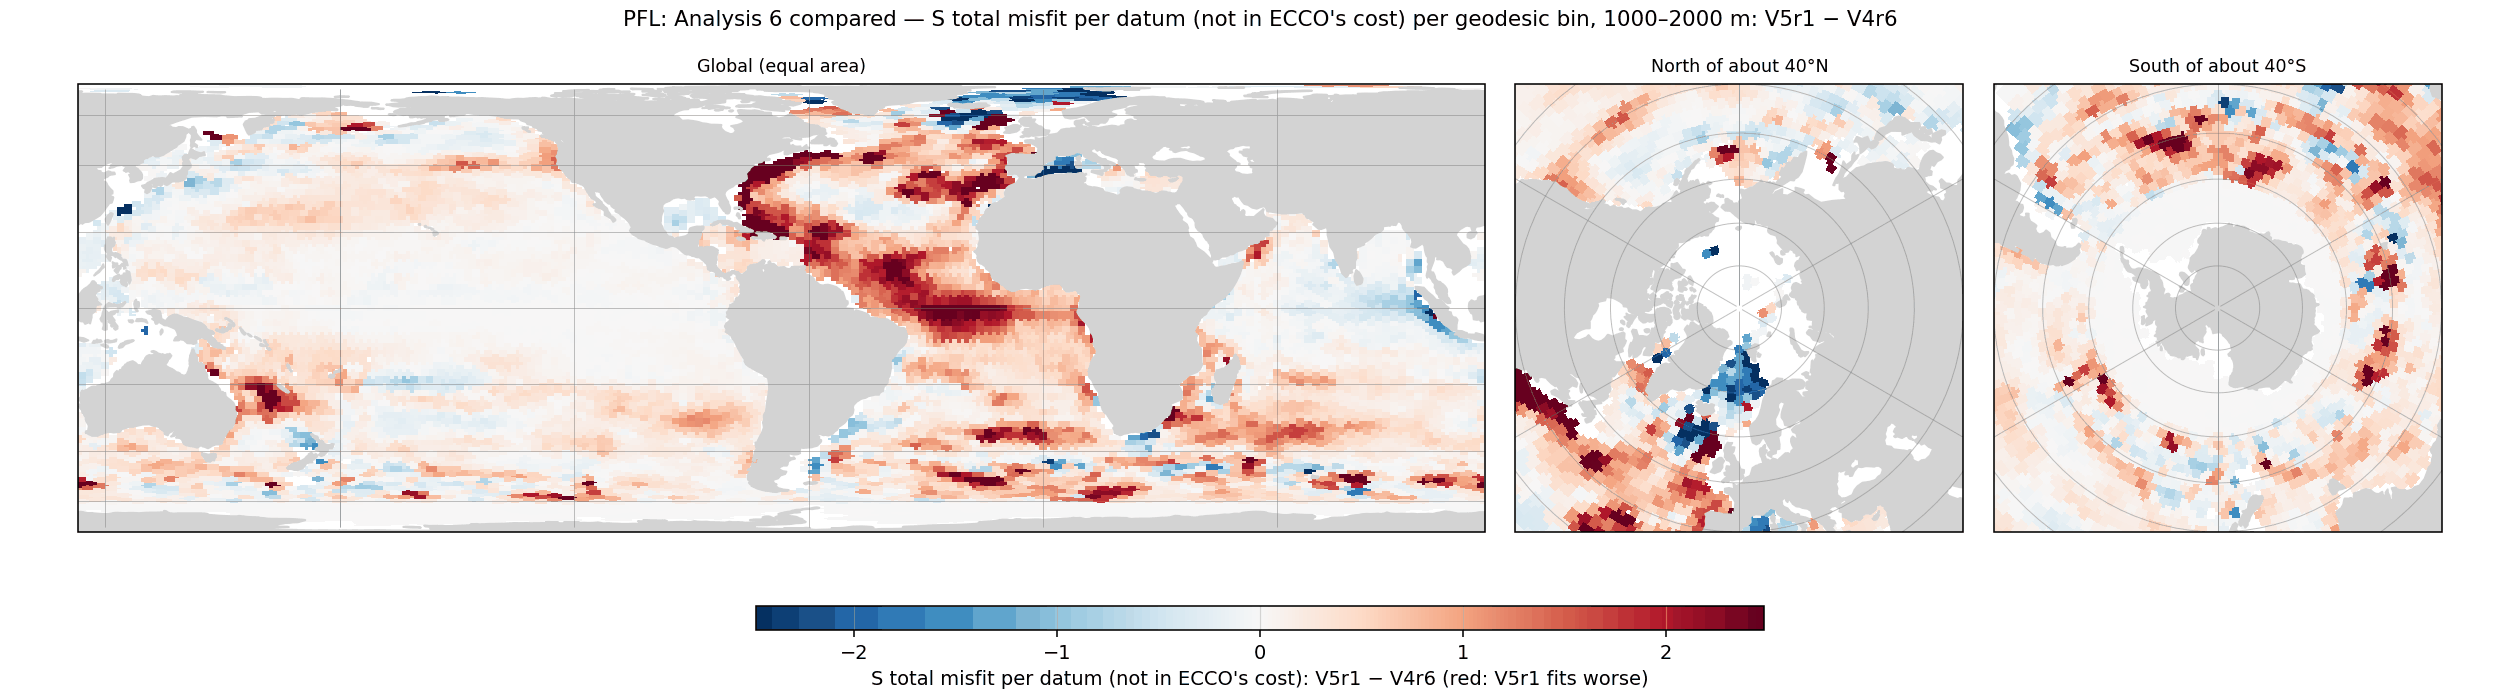 PFL: Analysis 6 compared — S total misfit per datum (not in ECCO's cost) per geodesic bin, 1000–2000 m: V5r1 − V4r6
Global (equal area)
North of about 40°N
South of about 40°S
−2
−1
0
1
2
S total misfit per datum (not in ECCO's cost): V5r1 − V4r6 (red: V5r1 fits worse)